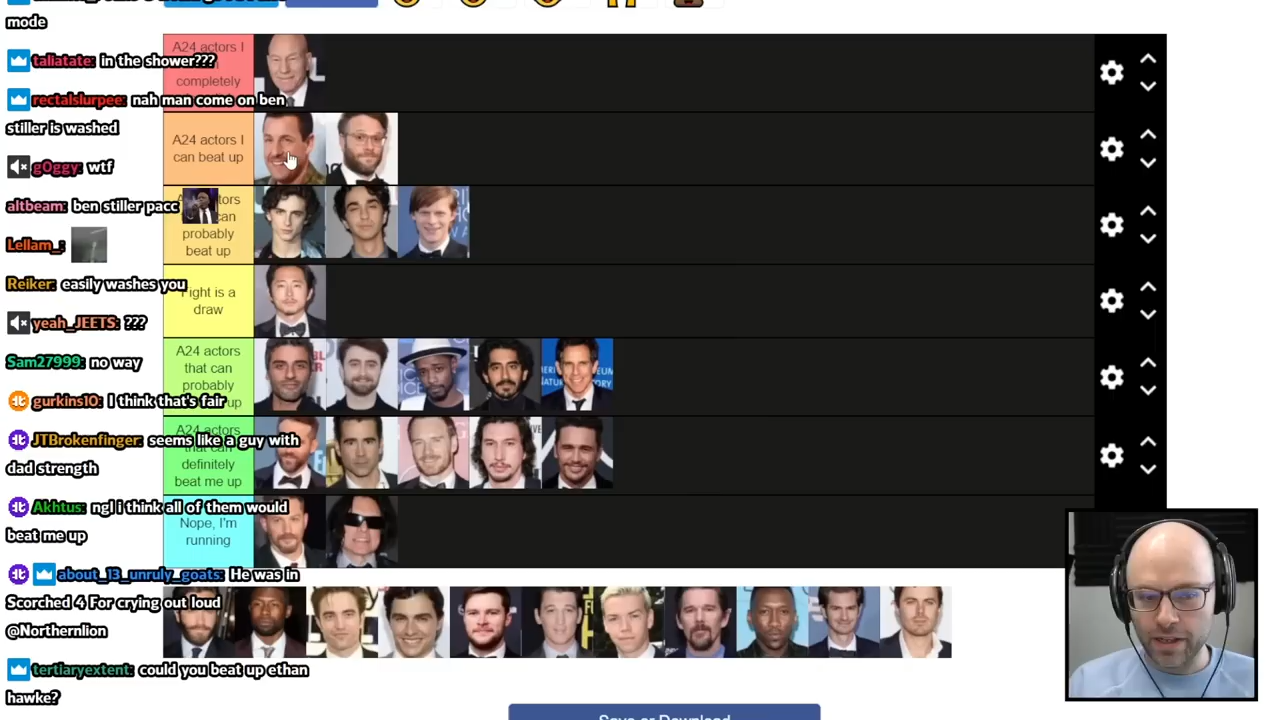 mode
taliatate: in the shower???
rectalslurpee: nah man come on ben
stiller is washed
g0ggy: wtf
altbeam: ben stiller pacc
Lellam_:
Reiker: easily washes you
yeah_JEETS: ???
Sam27999: no way
gurkins10: I think that's fair
JTBrokenfinger: seems like a guy with
dad strength
Akhtus: ngl i think all of them would
beat me up
about_13_unruly_goats: He was in
Scorched 4 For crying out loud
@Northernlion
tertiaryextent: could you beat up ethan
hawke?
A24 actors I
completely
A24 actors I
can beat up
can
probably
beat up
Fight is a
draw
A24 actors
that can
probably
up
A24 actors
that can
definitely
beat me up
Nope, I'm
running
Save or Download